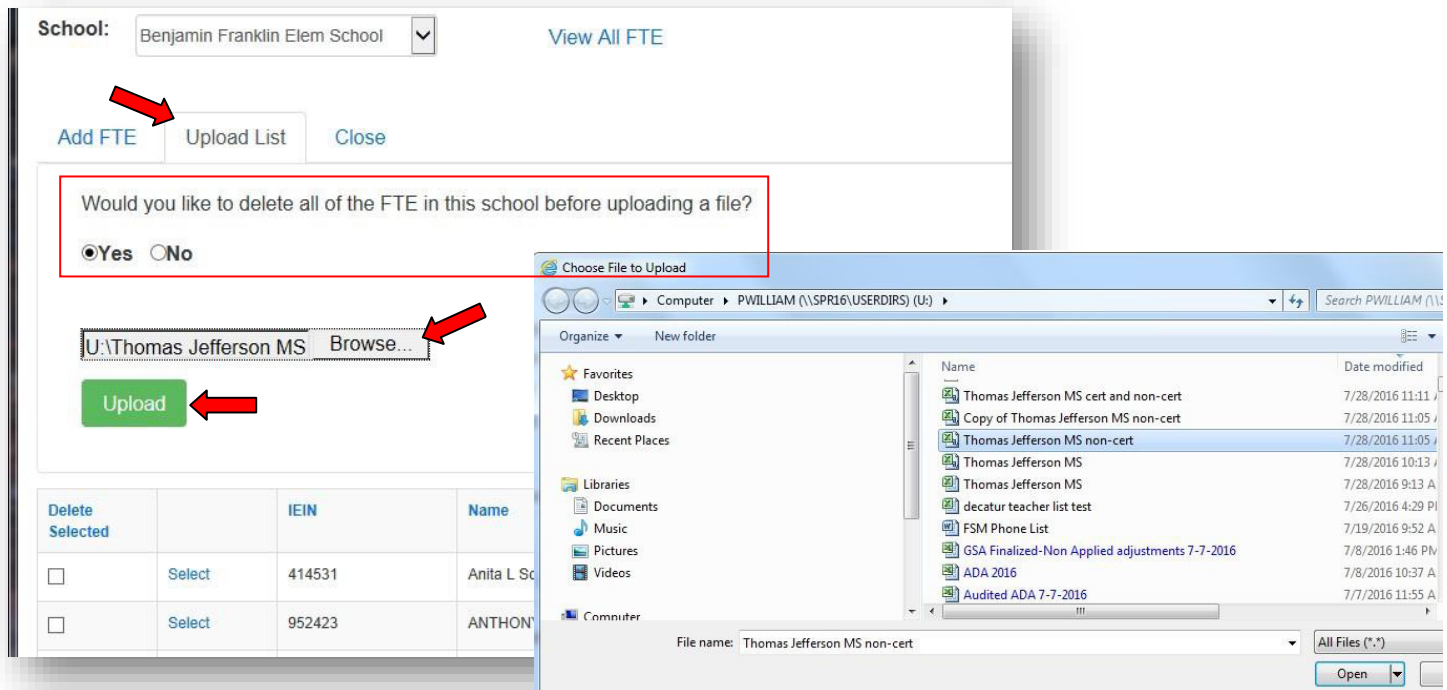 School: Benjamin Franklin Elem School View All FTE
Add FTE Upload List Close
Would you like to delete all of the FTE in this school before uploading a file?
Yes No
U:\Thomas Jefferson MS Browse...
Upload
Delete Selected IEIN Name
Select 414531 Anita L
Select 952423 ANTHON
Choose File to Upload
Computer PWILLIAM (\\SPR16\USERDIRS) (U:) Search PWILLIAM
Organize New folder
Favorites
Desktop
Downloads
Recent Places
Libraries
Documents
Music
Pictures
Videos
Computer
Name Date modified
Thomas Jefferson MS cert and non-cert 7/28/2016 11:11
Copy of Thomas Jefferson MS non-cert 7/28/2016 11:05
Thomas Jefferson MS non-cert 7/28/2016 11:05
Thomas Jefferson MS 7/28/2016 10:13
Thomas Jefferson MS 7/28/2016 9:13 A
decatur teacher list test 7/26/2016 4:29 P
FSM Phone List 7/19/2016 9:52 A
GSA Finalized-Non Applied adjustments 7-7-2016 7/8/2016 1:46 PM
ADA 2016 7/8/2016 10:37 A
Audited ADA 7-7-2016 7/7/2016 11:55 A
File name: Thomas Jefferson MS non-cert All Files (*.*)
Open